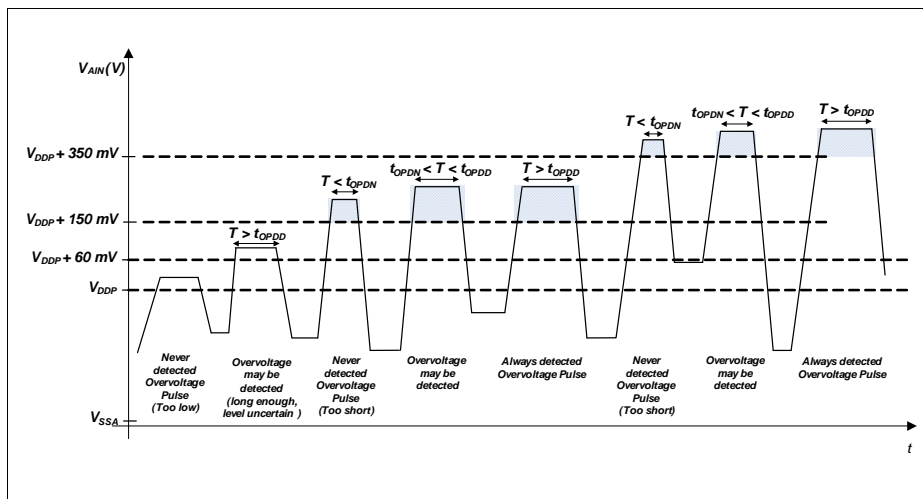 V_AIN (V)
V_DDP + 350 mV
V_DDP + 150 mV
V_DDP + 60 mV
V_DDP
V_SSA
T > t_OPDD
T < t_OPDN
t_OPDN < T < t_OPDD
T > t_OPDD
T < t_OPDN
t_OPDN < T < t_OPDD
T > t_OPDD
Never
detected
Overvoltage
Pulse
(Too low)
Overvoltage
may be
detected
(long enough,
level uncertain )
Never
detected
Overvoltage
Pulse
(Too short)
Overvoltage
may be
detected
Always detected
Overvoltage Pulse
Never
detected
Overvoltage
Pulse
(Too short)
Overvoltage
may be
detected
Always detected
Overvoltage Pulse
t